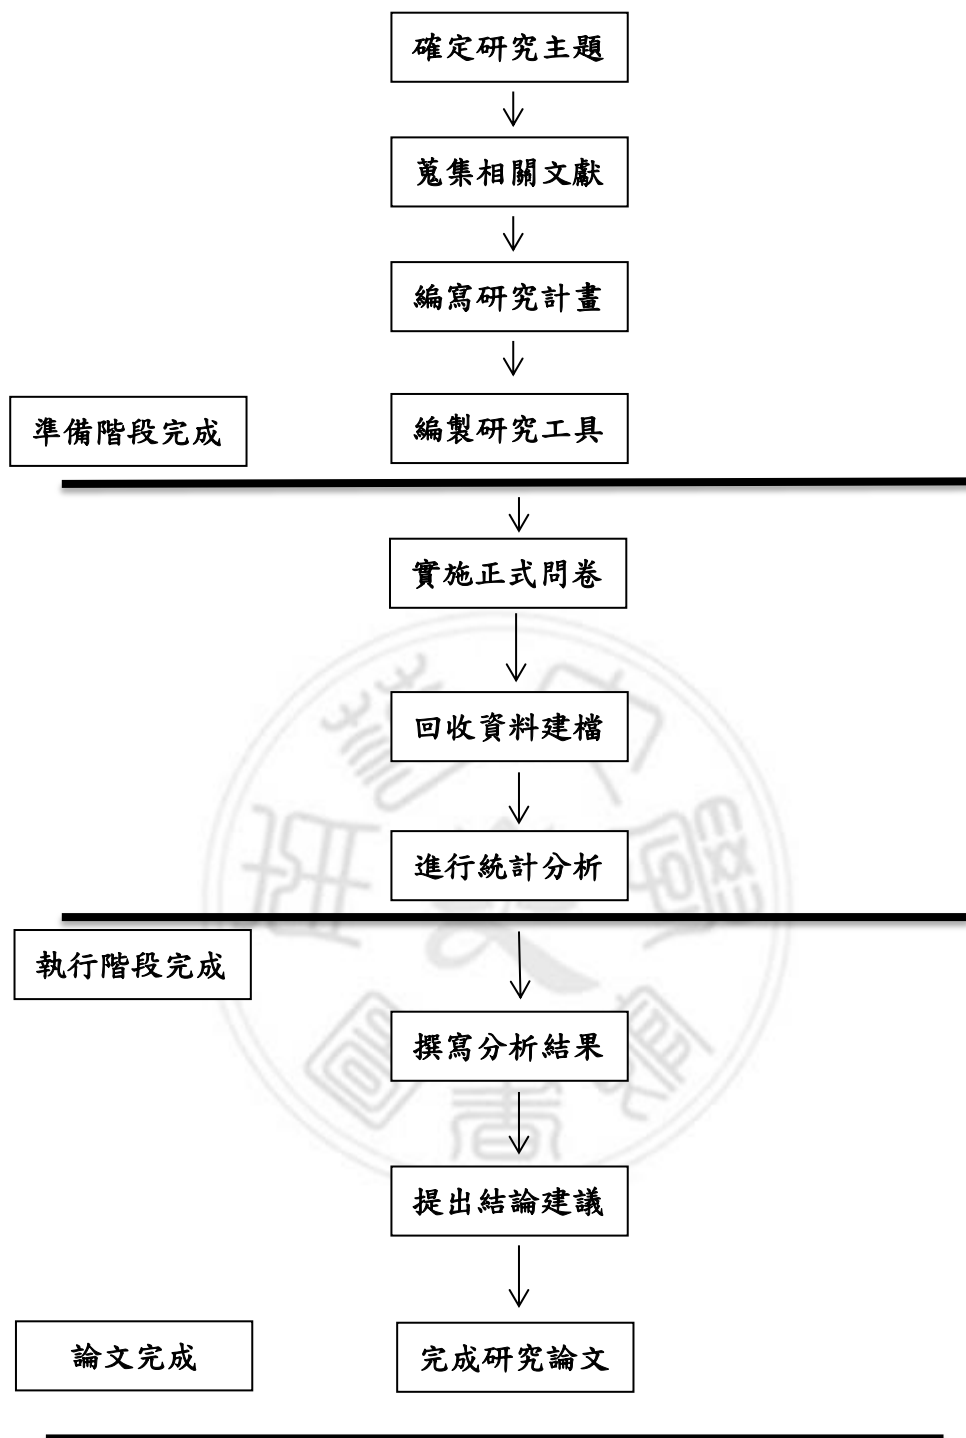 確定研究主題
蒐集相關文獻
編寫研究計畫
準備階段完成
編製研究工具
實施正式問卷
回收資料建檔
進行統計分析
執行階段完成
撰寫分析結果
提出結論建議
論文完成
完成研究論文